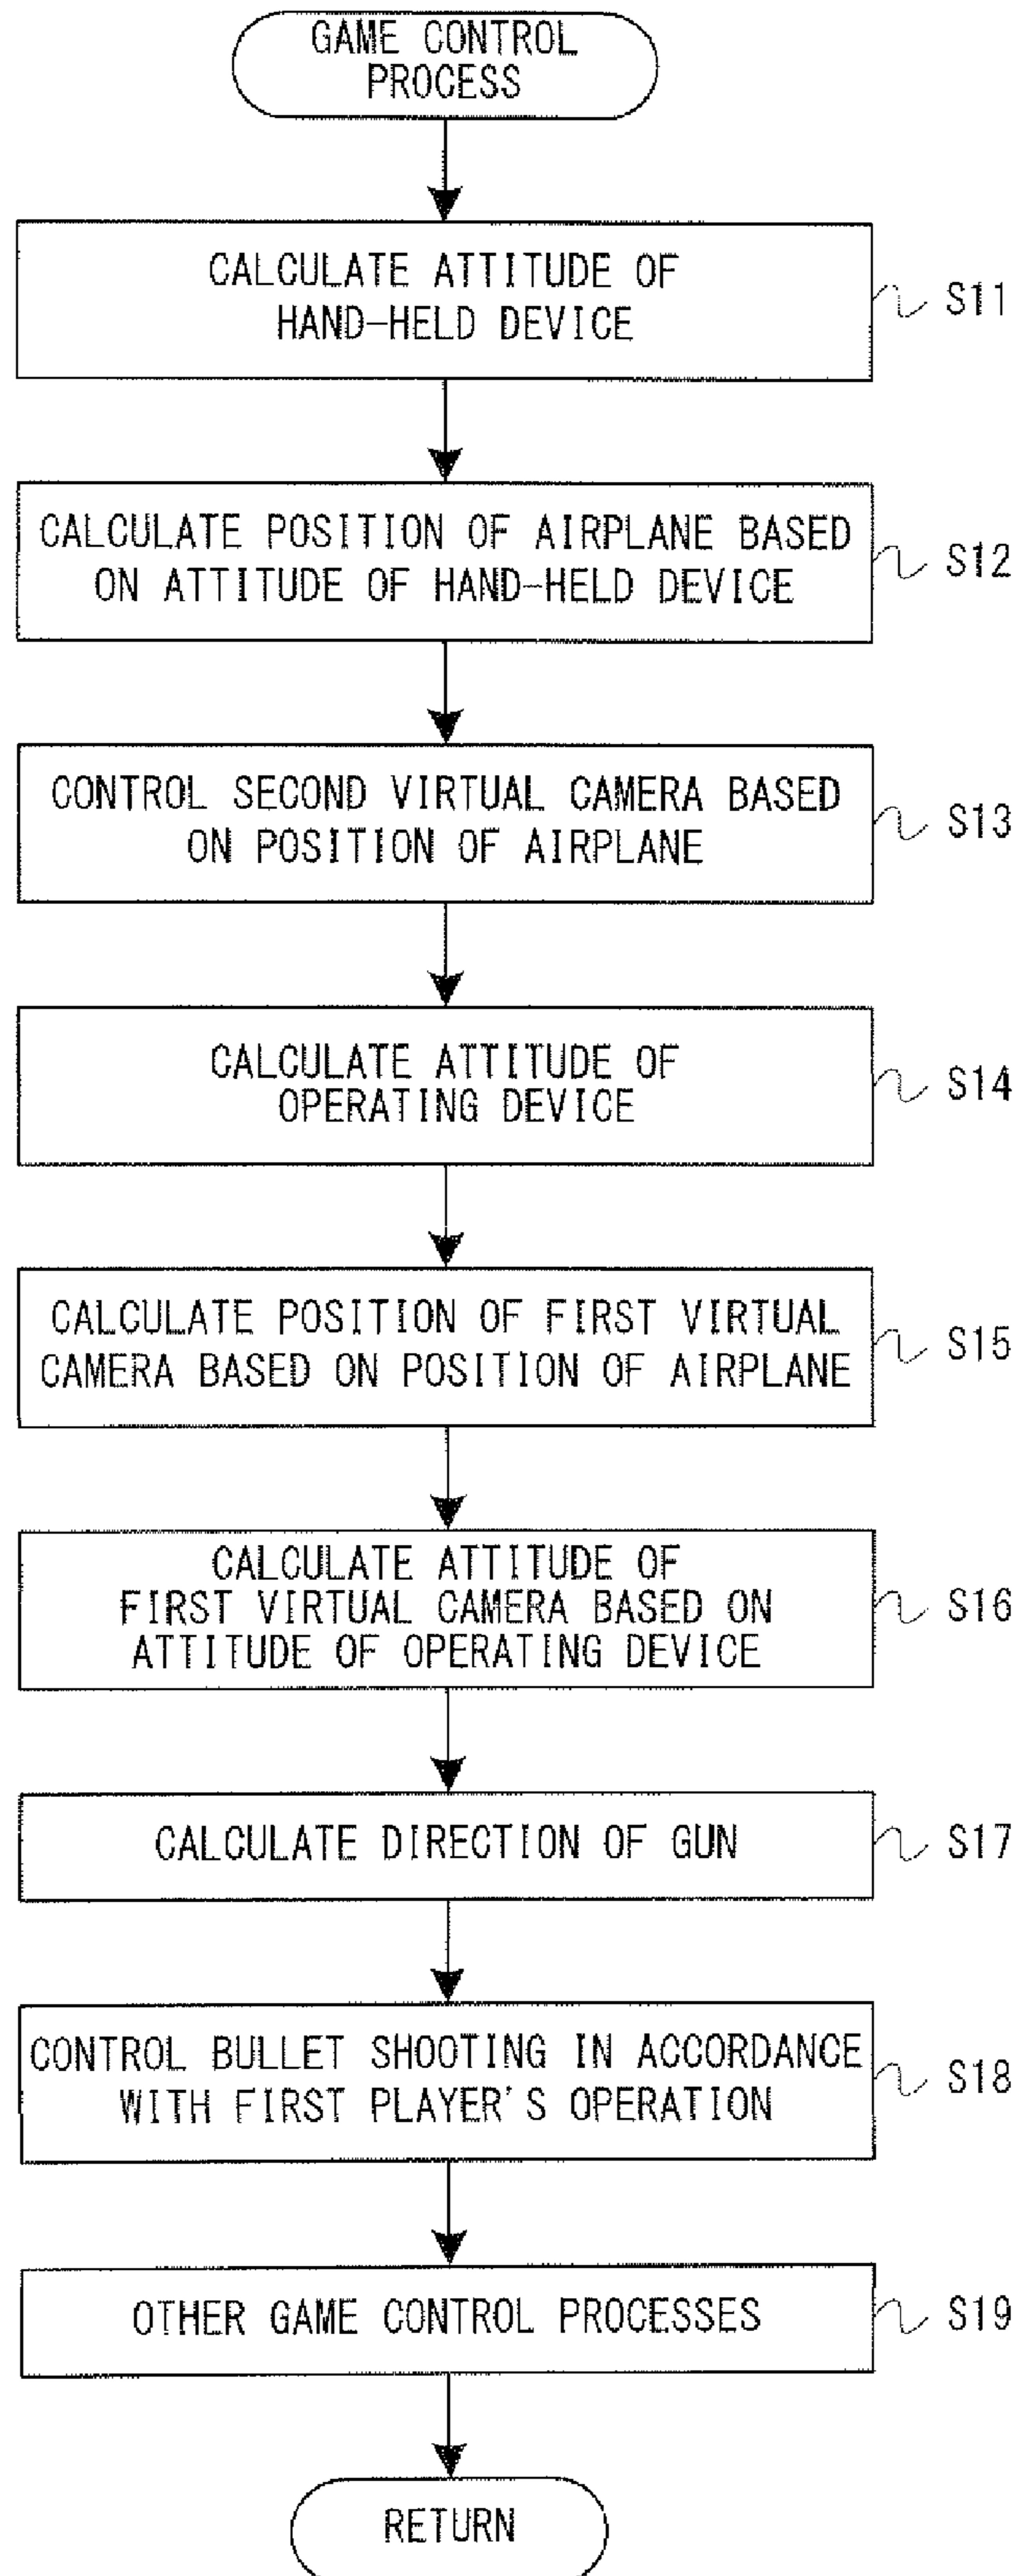 GAME CONTROL
PROCESS
CALCULATE ATTITUDE OF
HAND-HELD DEVICE
S11
CALCULATE POSITION OF AIRPLANE BASED
ON ATTITUDE OF HAND-HELD DEVICE
S12
CONTROL SECOND VIRTUAL CAMERA BASED
ON POSITION OF AIRPLANE
S13
CALCULATE ATTITUDE OF
OPERATING DEVICE
S14
CALCULATE POSITION OF FIRST VIRTUAL
CAMERA BASED ON POSITION OF AIRPLANE
S15
CALCULATE ATTITUDE OF
FIRST VIRTUAL CAMERA BASED ON
ATTITUDE OF OPERATING DEVICE
S16
CALCULATE DIRECTION OF GUN
S17
CONTROL BULLET SHOOTING IN ACCORDANCE
WITH FIRST PLAYER'S OPERATION
S18
OTHER GAME CONTROL PROCESSES
S19
RETURN